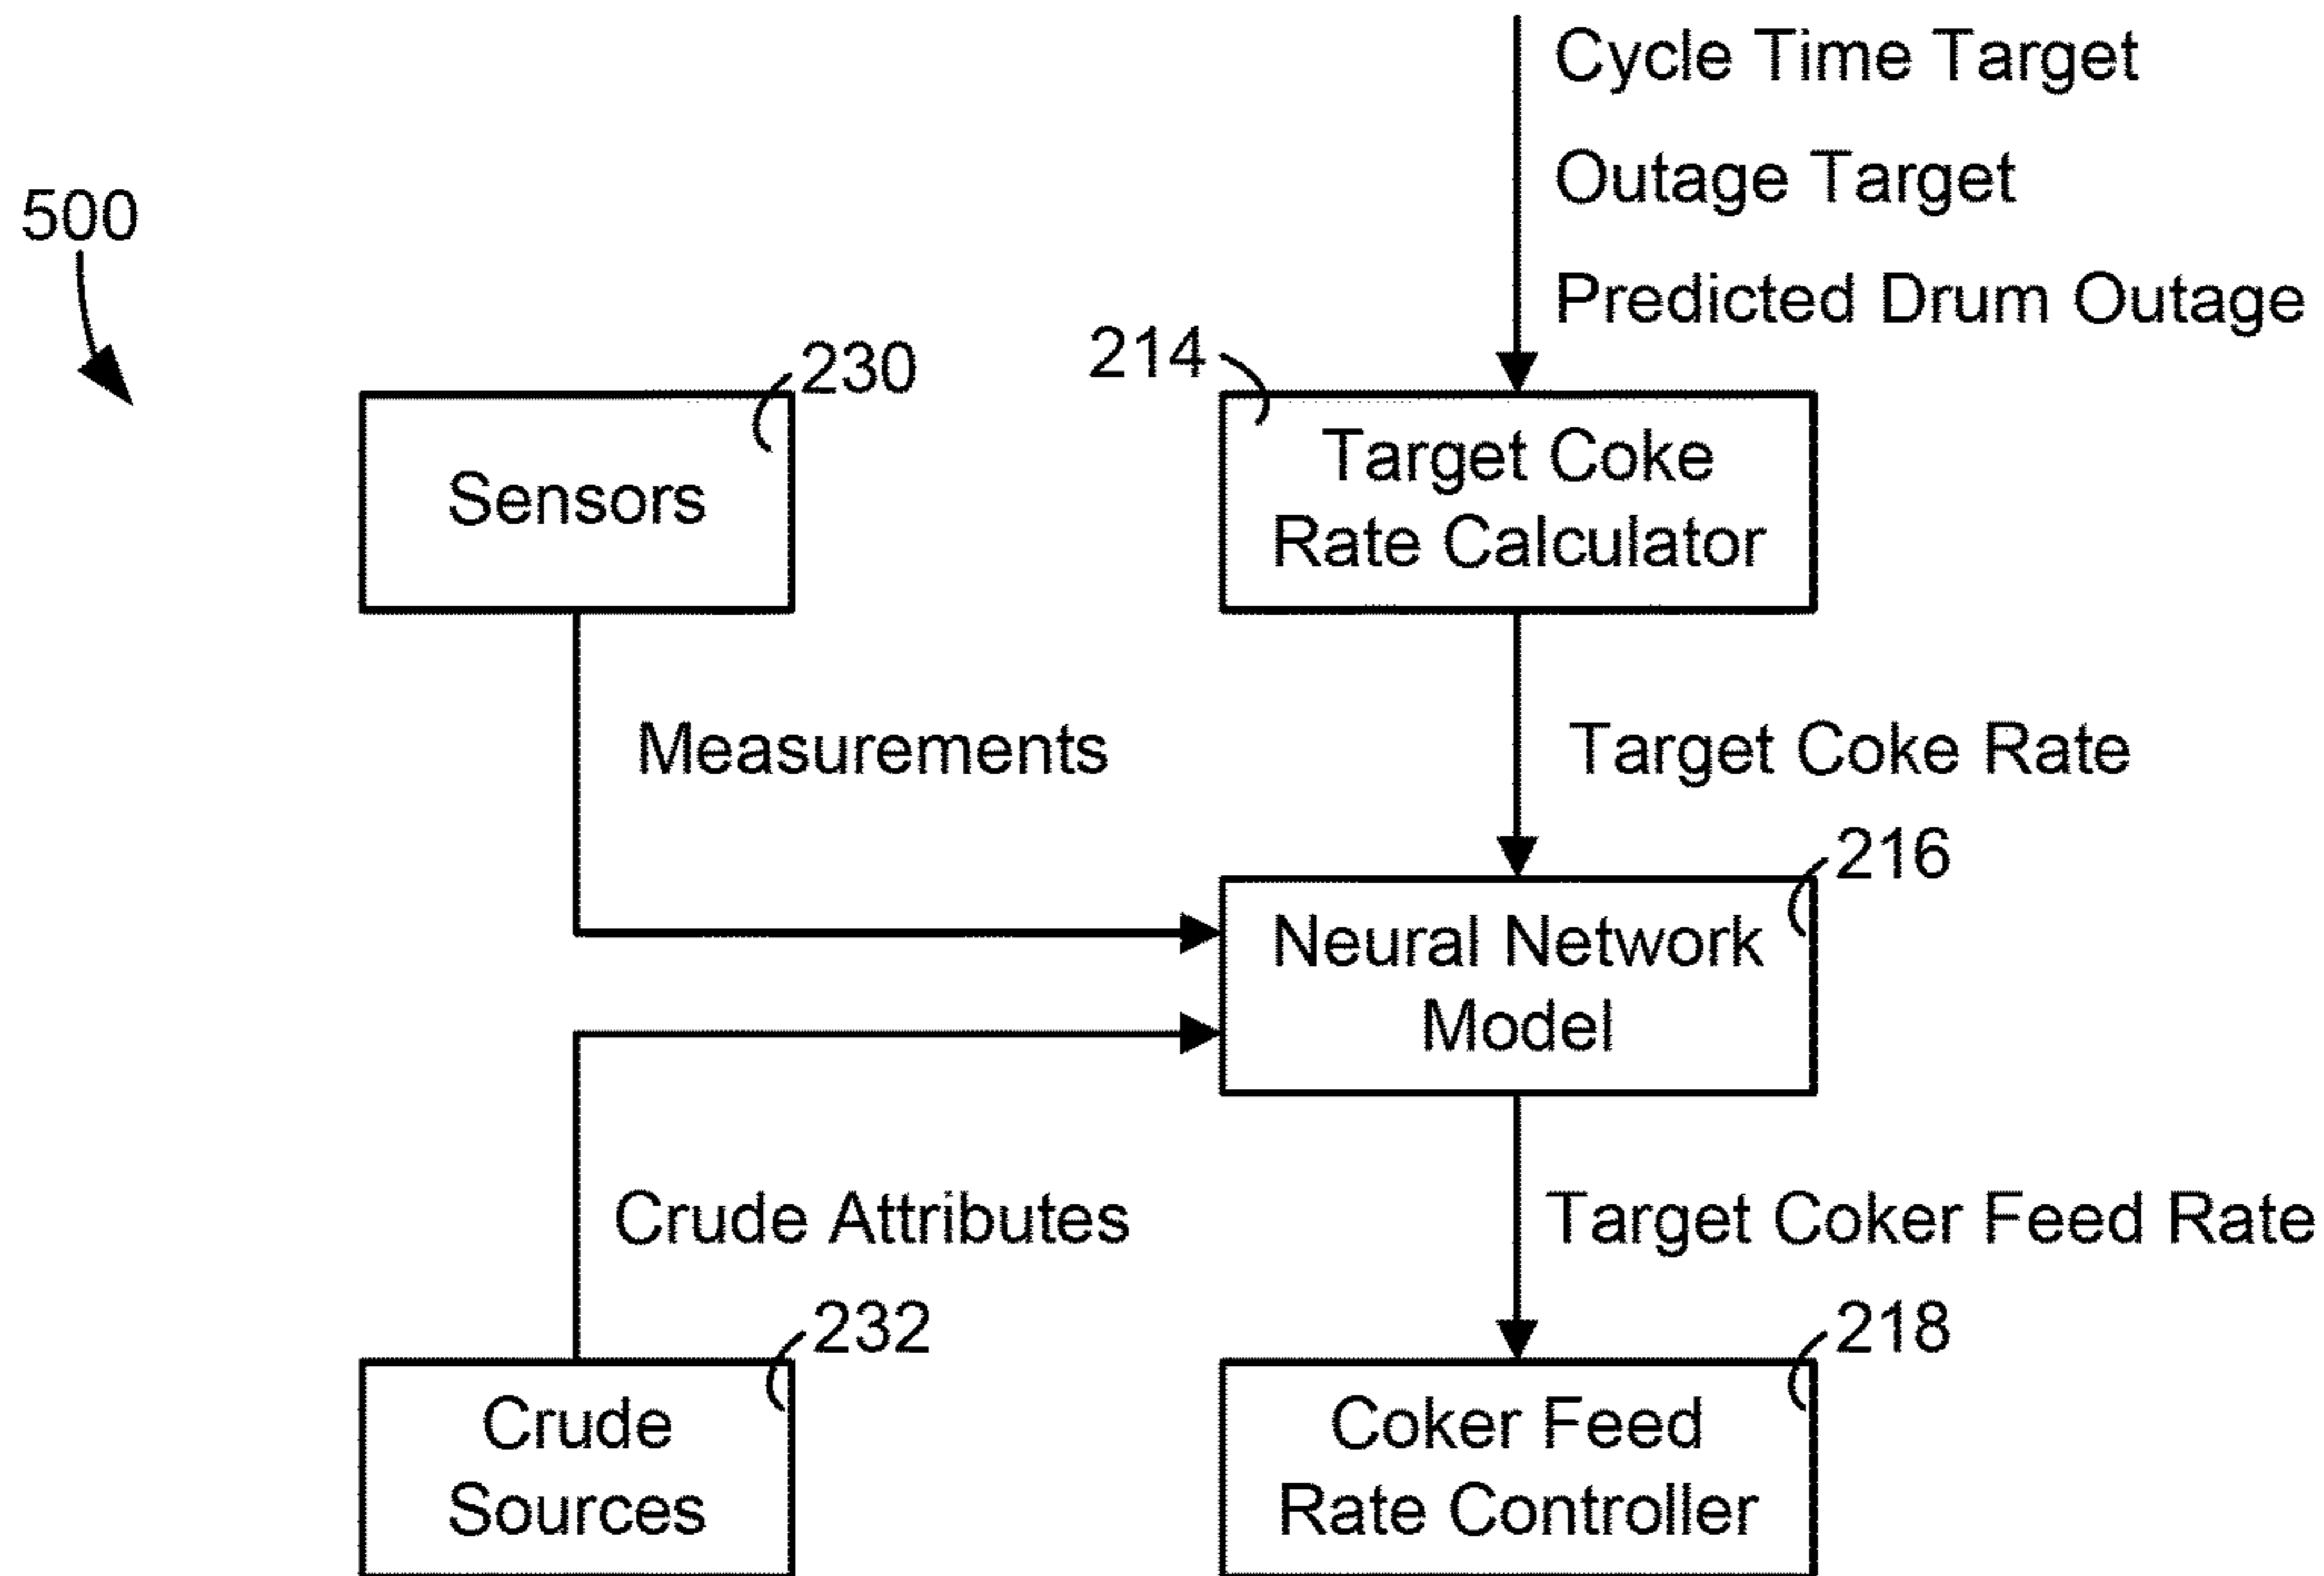 Cycle Time Target
Outage Target
Predicted Drum Outage
500
230
214
Sensors
Target Coke
Rate Calculator
Measurements
Target Coke Rate
216
Neural Network
Model
Crude Attributes
Target Coker Feed Rate
232
218
Crude
Sources
Coker Feed
Rate Controller